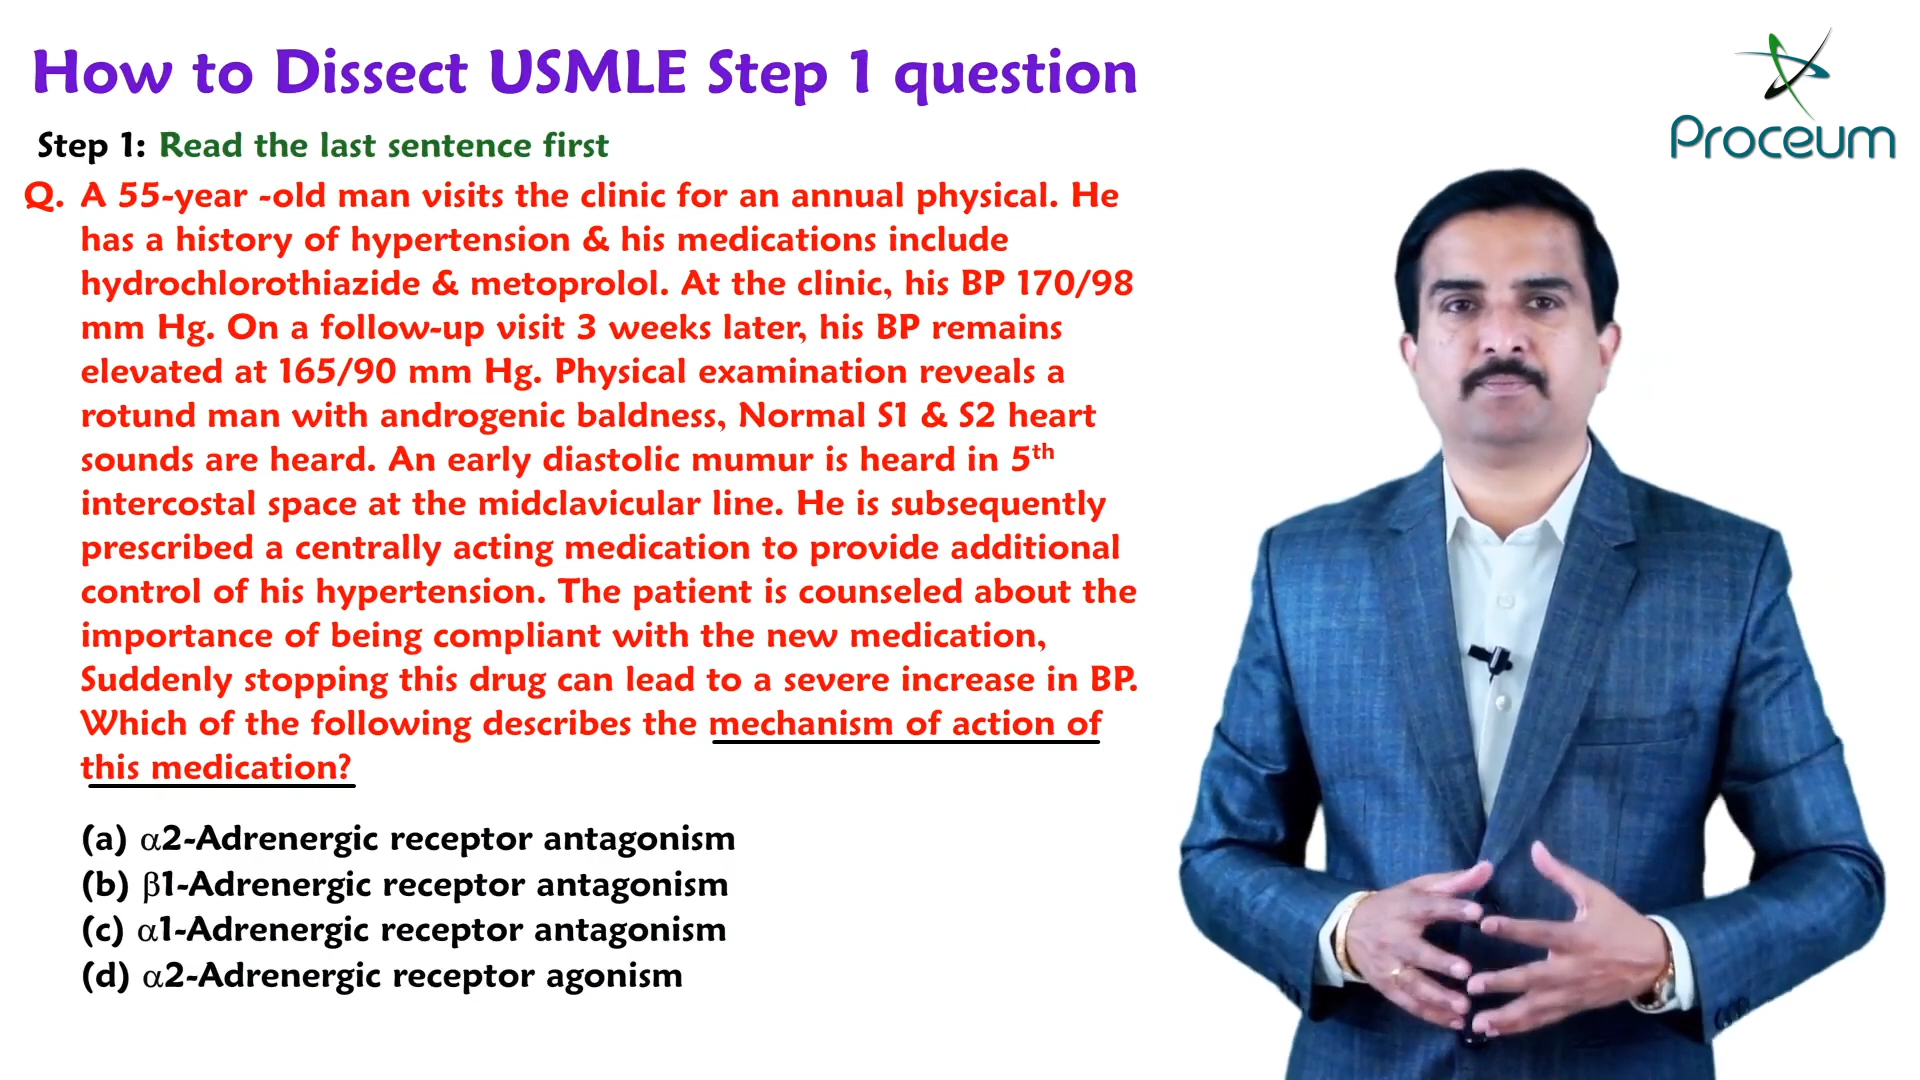 How to Dissect USMLE Step 1 question
Proceum
Step 1: Read the last sentence first
Q. A 55-year -old man visits the clinic for an annual physical. He
has a history of hypertension & his medications include
hydrochlorothiazide & metoprolol. At the clinic, his BP 170/98
mm Hg. On a follow-up visit 3 weeks later, his BP remains
elevated at 165/90 mm Hg. Physical examination reveals a
rotund man with androgenic baldness, Normal S1 & S2 heart
sounds are heard. An early diastolic mumur is heard in 5th
intercostal space at the midclavicular line. He is subsequently
prescribed a centrally acting medication to provide additional
control of his hypertension. The patient is counseled about the
importance of being compliant with the new medication,
Suddenly stopping this drug can lead to a severe increase in BP.
Which of the following describes the mechanism of action of
this medication?
(a) α2-Adrenergic receptor antagonism
(b) β1-Adrenergic receptor antagonism
(c) α1-Adrenergic receptor antagonism
(d) α2-Adrenergic receptor agonism